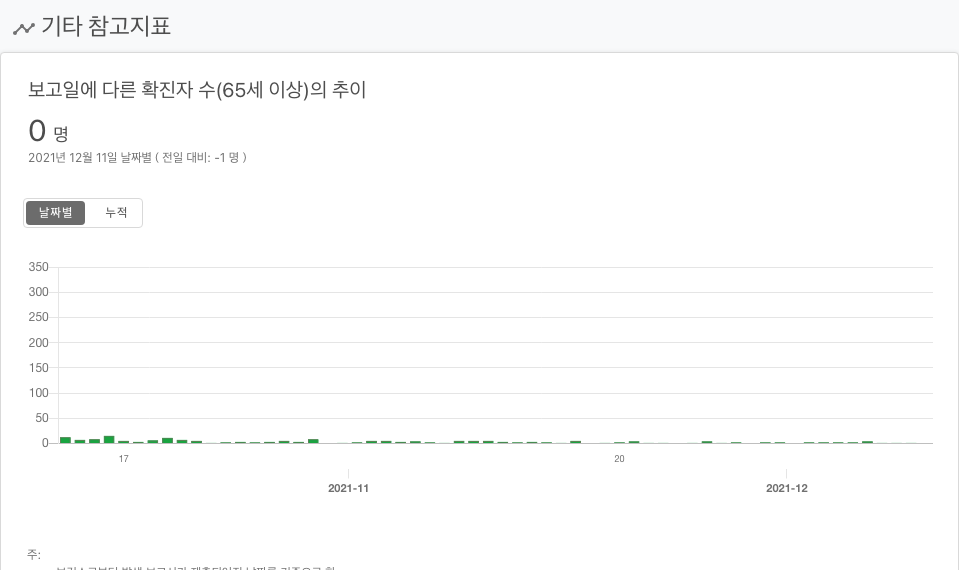 기타 참고지표
보고일에 다른 확진자 수(65세 이상)의 추이
0 명
2021년 12월 11일 날짜별 ( 전일 대비: -1 명 )
날짜별 누적
350
300
250
200
150
100
50
0
17 20
2021-11 2021-12
주: